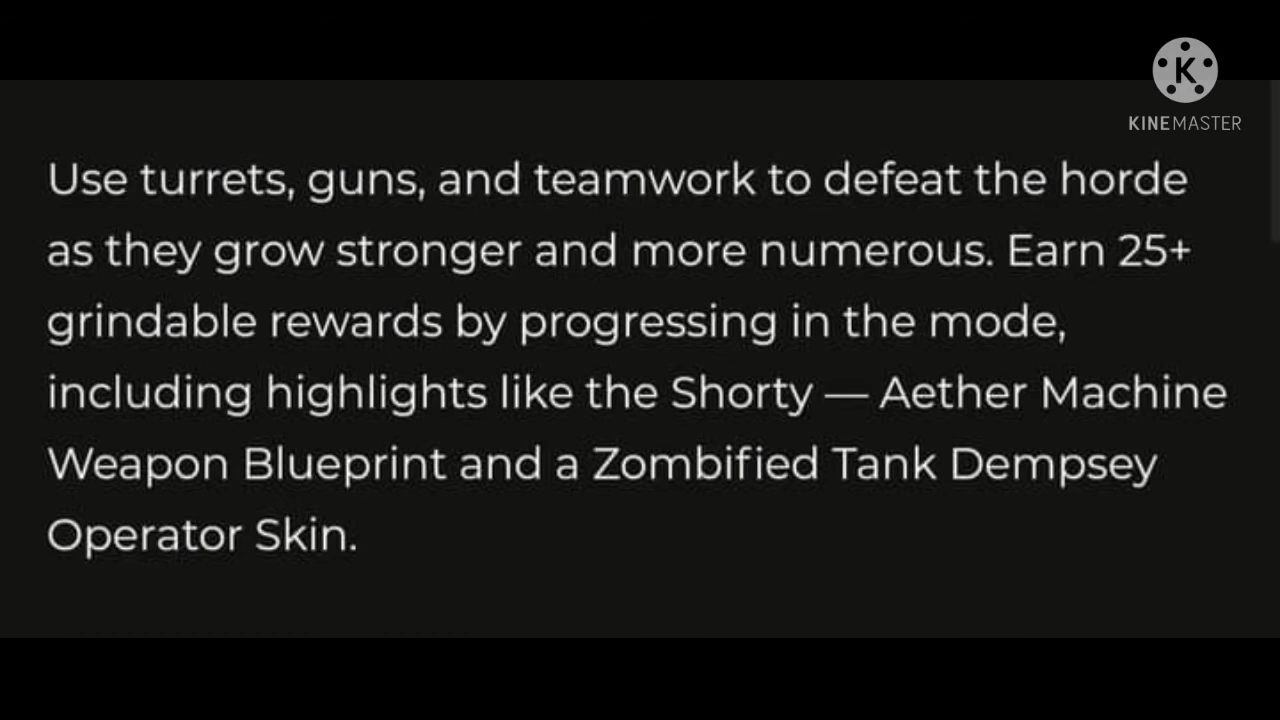 K
KINEMASTER
Use turrets, guns, and teamwork to defeat the horde
as they grow stronger and more numerous. Earn 25+
grindable rewards by progressing in the mode,
including highlights like the Shorty — Aether Machine
Weapon Blueprint and a Zombified Tank Dempsey
Operator Skin.